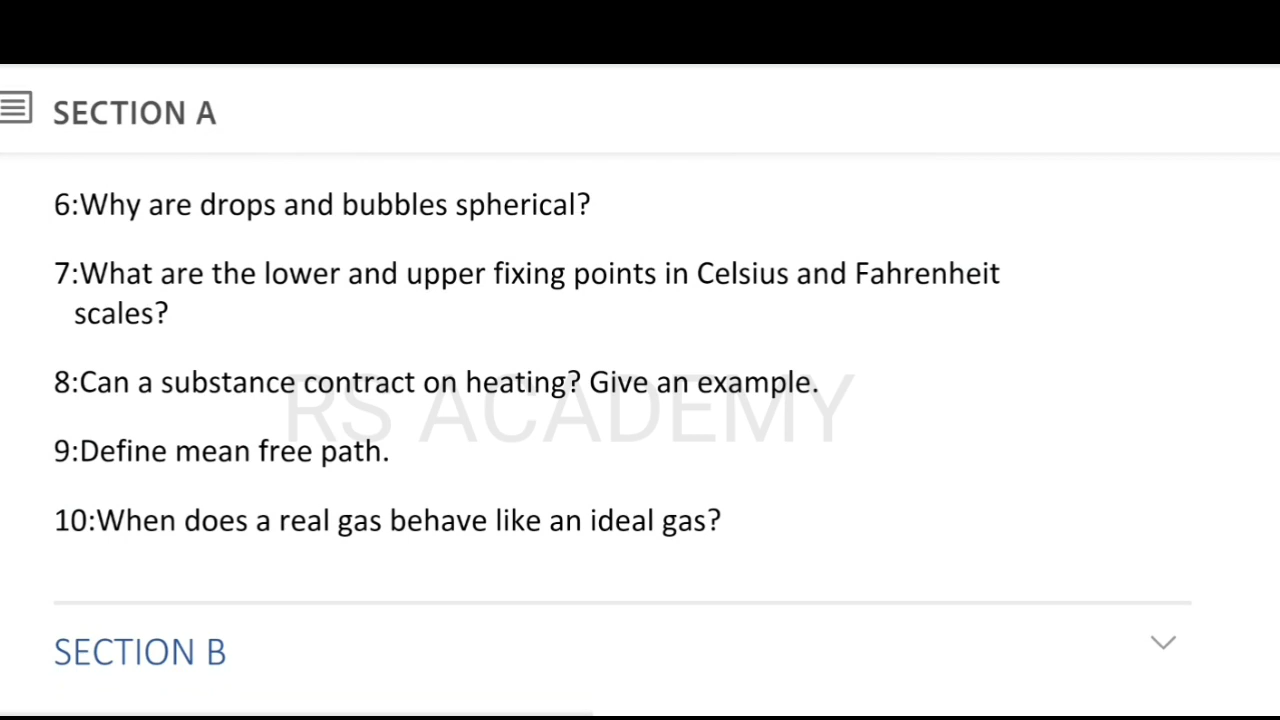 SECTION A
6:Why are drops and bubbles spherical?
7:What are the lower and upper fixing points in Celsius and Fahrenheit
scales?
8:Can a substance contract on heating? Give an example.
RS ACADEMY
9:Define mean free path.
10:When does a real gas behave like an ideal gas?
SECTION B